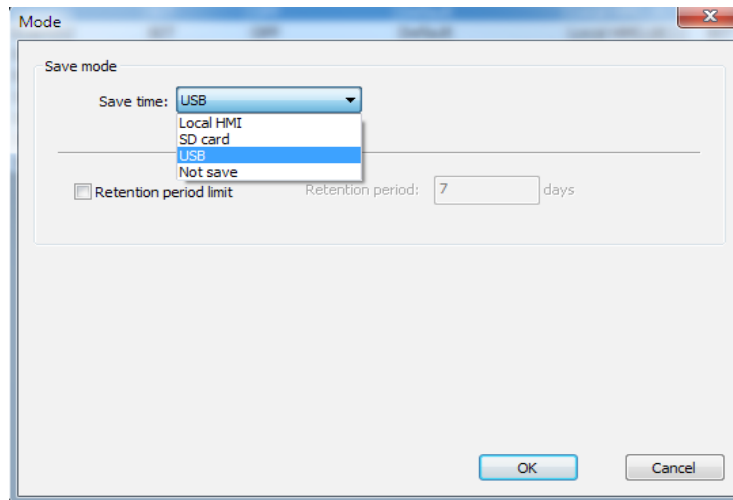 Mode
Save mode
Save time: USB
Local HMI
SD card
USB
Not save
Retention period limit Retention period: 7 days
OK Cancel